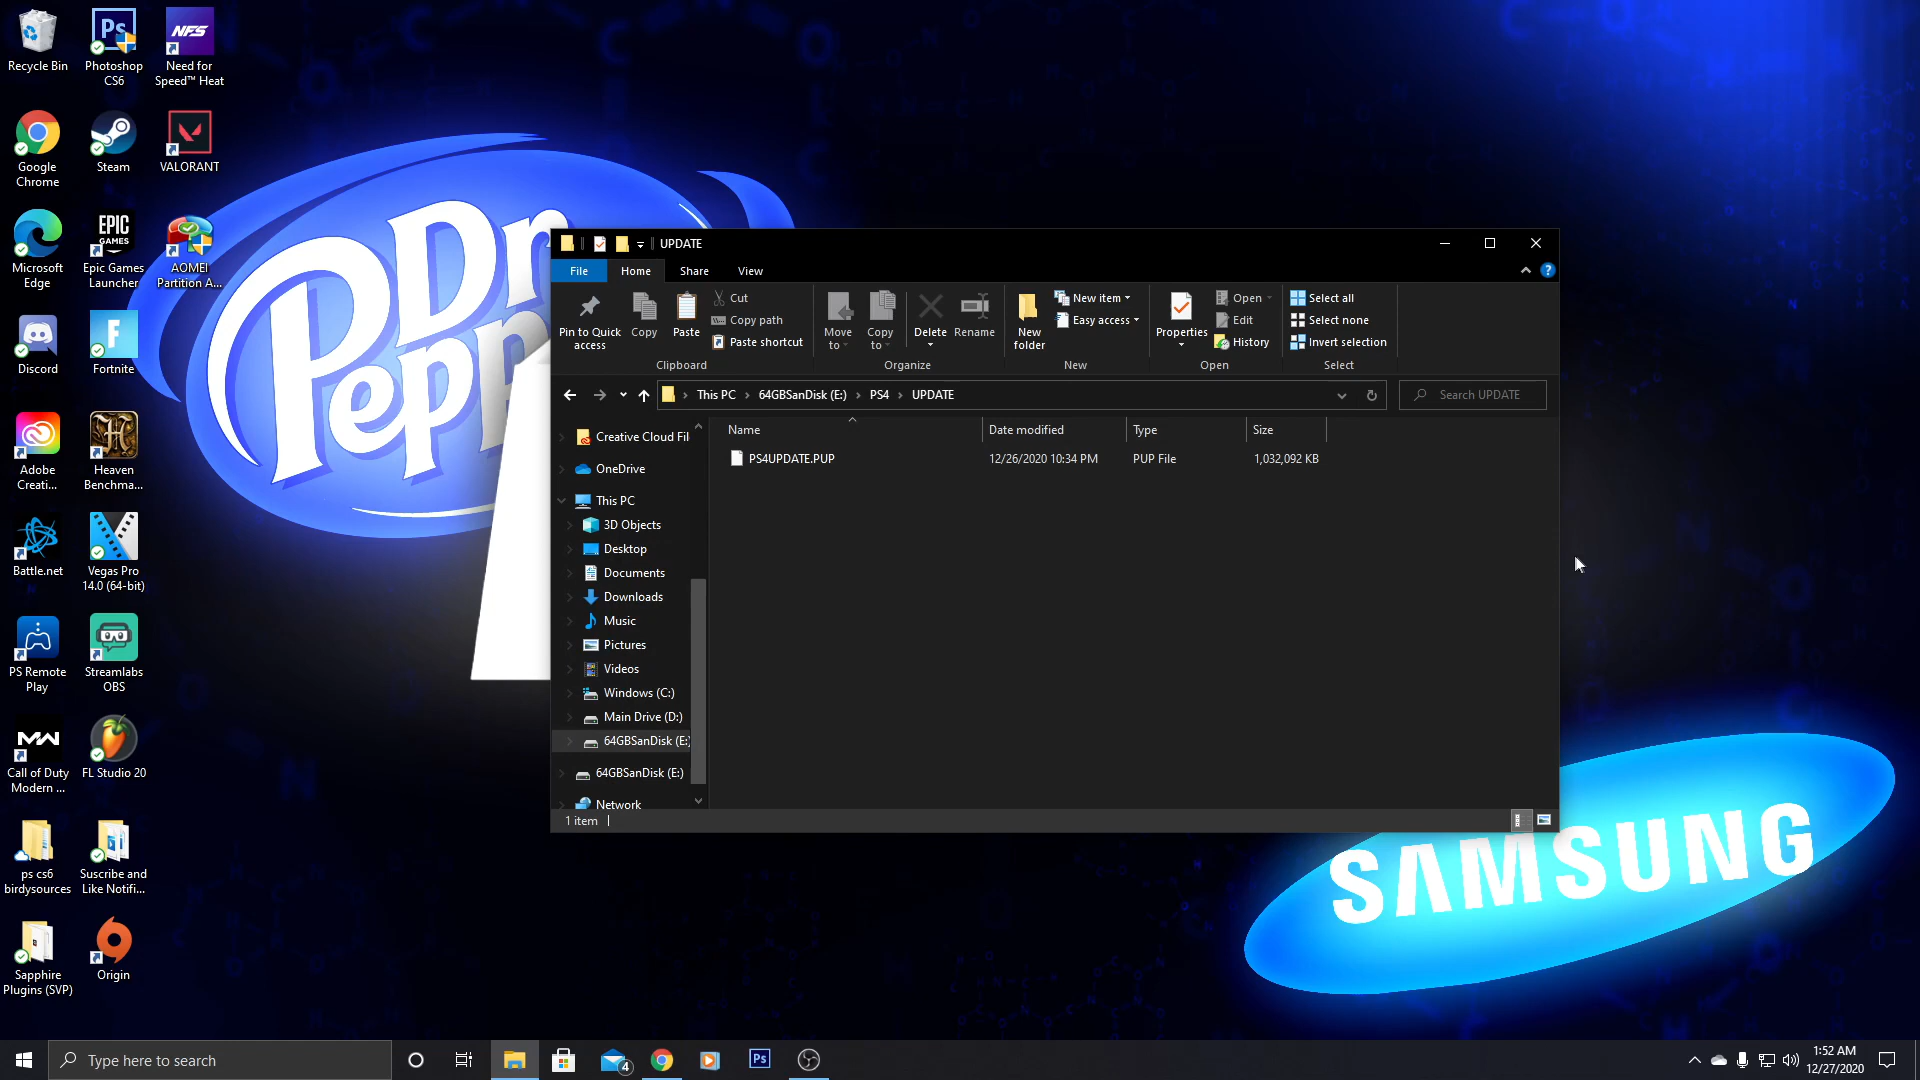 Recycle Bin
Photoshop
CS6
NFS
Need for
Speed™ Heat
Google
Chrome
Steam
VALORANT
Microsoft
Edge
EPIC
GAMES
Epic Games
Launcher
AOMEI
Partition A...
Discord
Fortnite
Adobe
Creati...
Heaven
Benchma...
Battle.net
Vegas Pro
14.0 (64-bit)
PS Remote
Play
Streamlabs
OBS
Call of Duty
Modern ...
FL Studio 20
ps cs6
birdysources
Suscribe and
Like Notifi...
Sapphire
Plugins (SVP)
Origin
Dr
Pepp
UPDATE
File
Home
Share
View
Pin to Quick
access
Copy
Paste
Cut
Copy path
Paste shortcut
Clipboard
Move
to
Copy
to
Delete
Rename
Organize
New
folder
New item
Easy access
New
Properties
Open
Edit
History
Open
Select all
Select none
Invert selection
Select
This PC
64GBSanDisk (E:)
PS4
UPDATE
Search UPDATE
Name
Date modified
Type
Size
PS4UPDATE.PUP
12/26/2020 10:34 PM
PUP File
1,032,092 KB
Creative Cloud Fil
OneDrive
This PC
3D Objects
Desktop
Documents
Downloads
Music
Pictures
Videos
Windows (C:)
Main Drive (D:)
64GBSanDisk (E:)
64GBSanDisk (E:)
Network
1 item
SAMSUNG
Type here to search
4
Ps
1:52 AM
12/27/2020